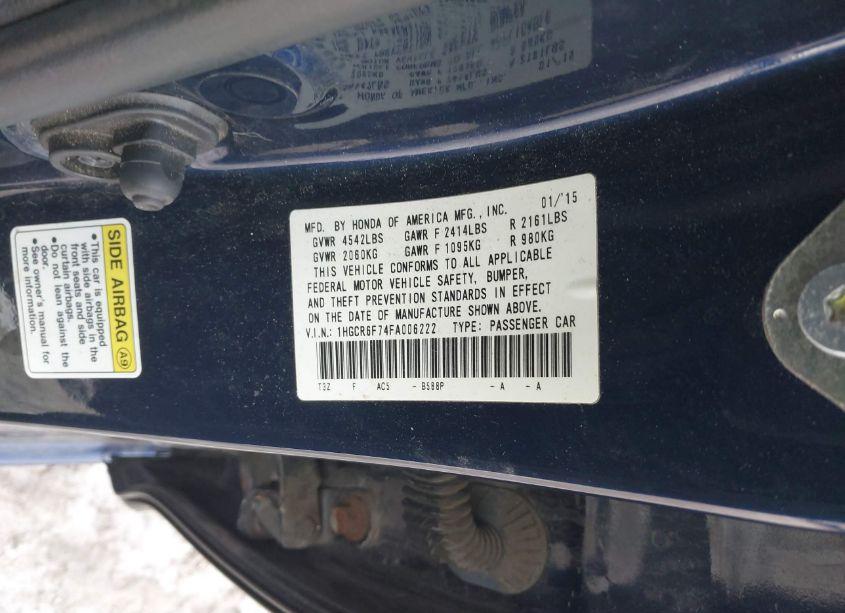 MFD. BY HONDA OF AMERICA MFG., INC. 01/'15
GVWR 4542LBS GAWR F 2414LBS R 2161LBS
GVWR 2060KG GAWR F 1095KG R 980KG
THIS VEHICLE CONFORMS TO ALL APPLICABLE
FEDERAL MOTOR VEHICLE SAFETY, BUMPER,
AND THEFT PREVENTION STANDARDS IN EFFECT
ON THE DATE OF MANUFACTURE SHOWN ABOVE.
V.I.N.: 1HGCR6F74FA006222 TYPE: PASSENGER CAR
T3Z F AC5 - B588P - A - A
SIDE AIRBAG A9
•This car is equipped
with side airbags in the
front seats and side
curtain airbags.
•Do not lean against the
door.
•See owner's manual for
more information.